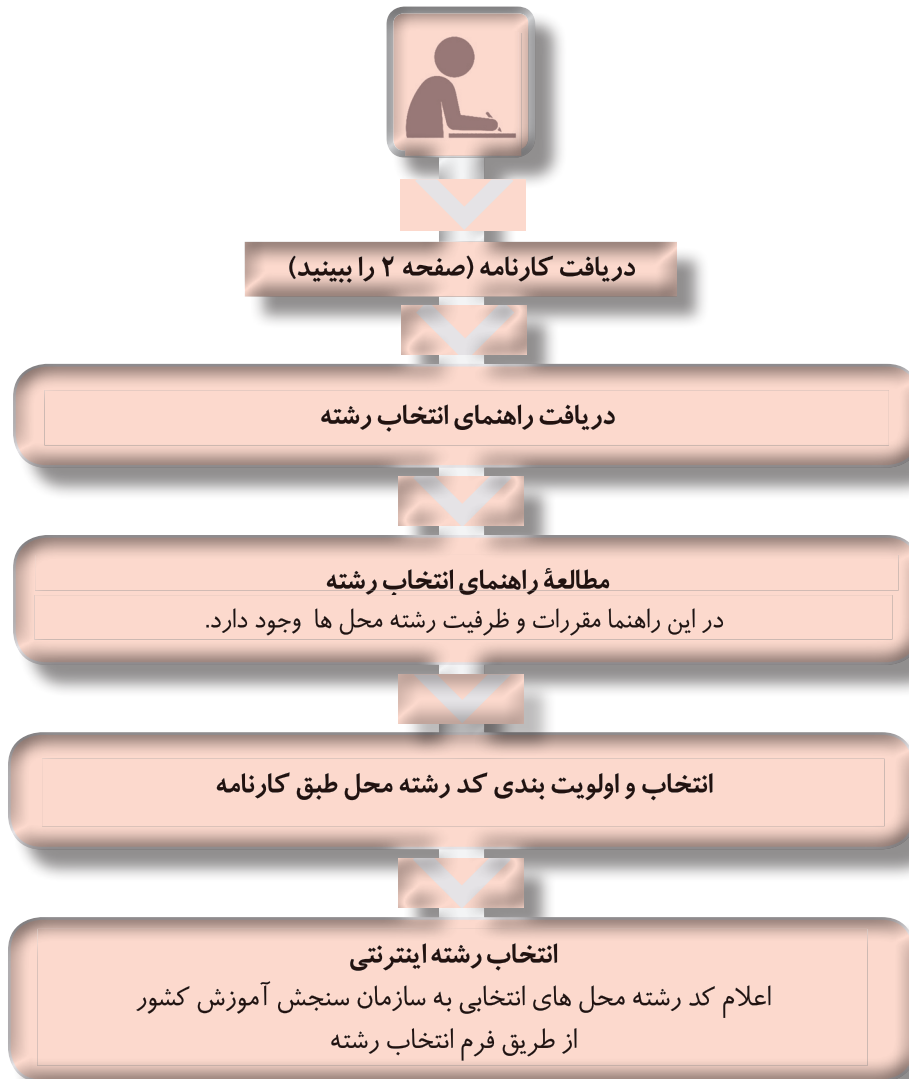 دریافت کارنامه (صفحه ۲ را ببینید)
دریافت راهنمای انتخاب رشته
مطالعۀ راهنمای انتخاب رشته
در این راهنما مقررات و ظرفیت رشته محل ها وجود دارد.
انتخاب و اولویت بندی کد رشته محل طبق کارنامه
انتخاب رشته اینترنتی
اعلام کد رشته محل های انتخابی به سازمان سنجش آموزش کشور
از طریق فرم انتخاب رشته